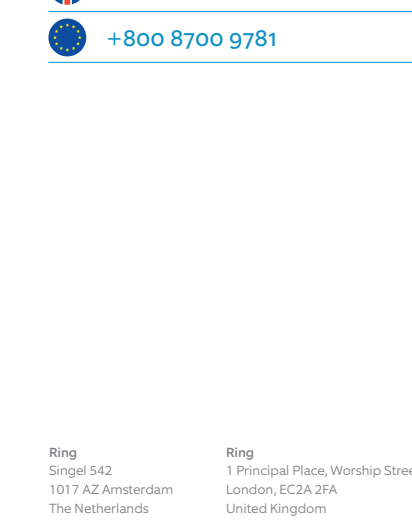 +800 8700 9781
Ring
Singel 542
1017 AZ Amsterdam
The Netherlands
Ring
1 Principal Place, Worship
London, EC2A 2FA
United Kingdom